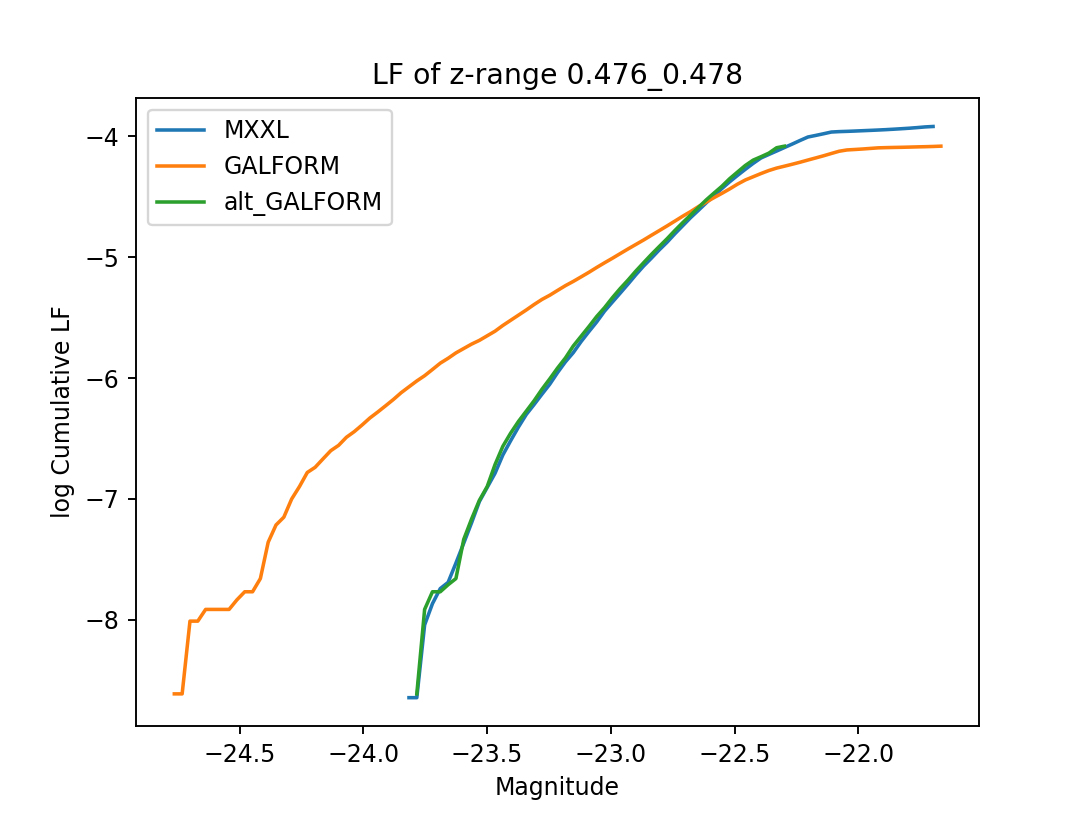 LF of z-range 0.476_0.478
MXXL
GALFORM
alt_GALFORM
−4
−5
−6
−7
−8
log Cumulative LF
−24.5
−24.0
−23.5
−23.0
−22.5
−22.0
Magnitude